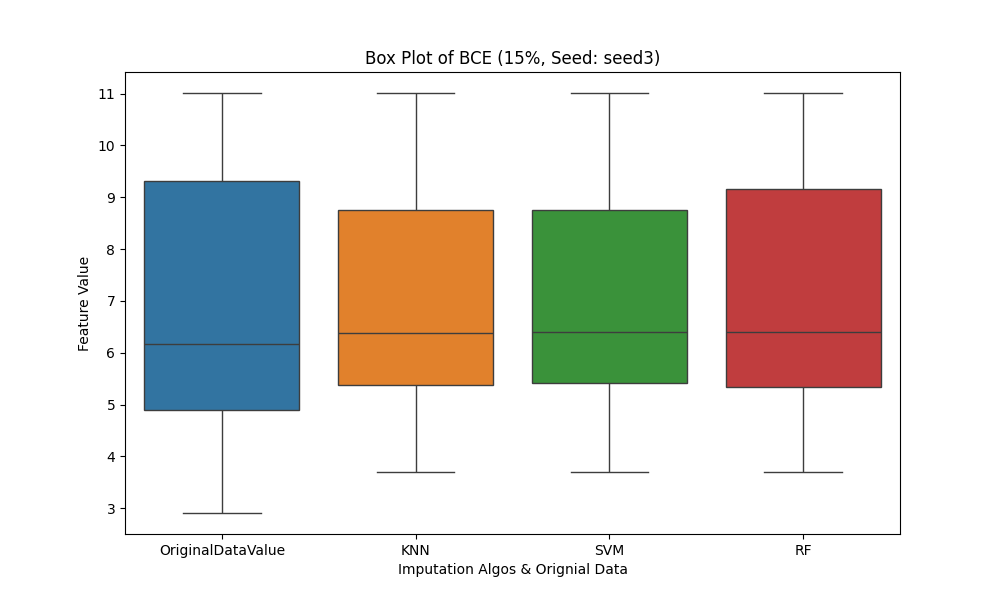 Box Plot of BCE (15%, Seed: seed3)
11
10
9
8
7
6
5
4
3
Feature Value
OriginalDataValue
KNN
SVM
RF
Imputation Algos & Orignial Data